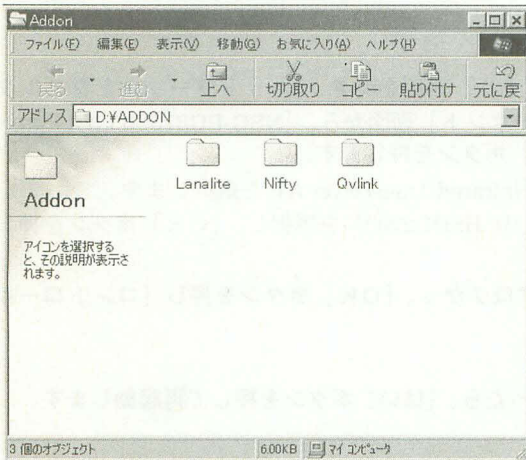 Addon
ファイル(F) 編集(E) 表示(V) 移動(G) お気に入り(A) ヘルプ(H)
戻る 進む 上へ 切り取り コピー 貼り付け 元に戻
アドレス D:¥ADDON
Addon
アイコンを選択する
と、その説明が表示さ
れます。
Lanalite Nifty Qvlink
3 個のオブジェクト 6.00KB マイ コンピュータ